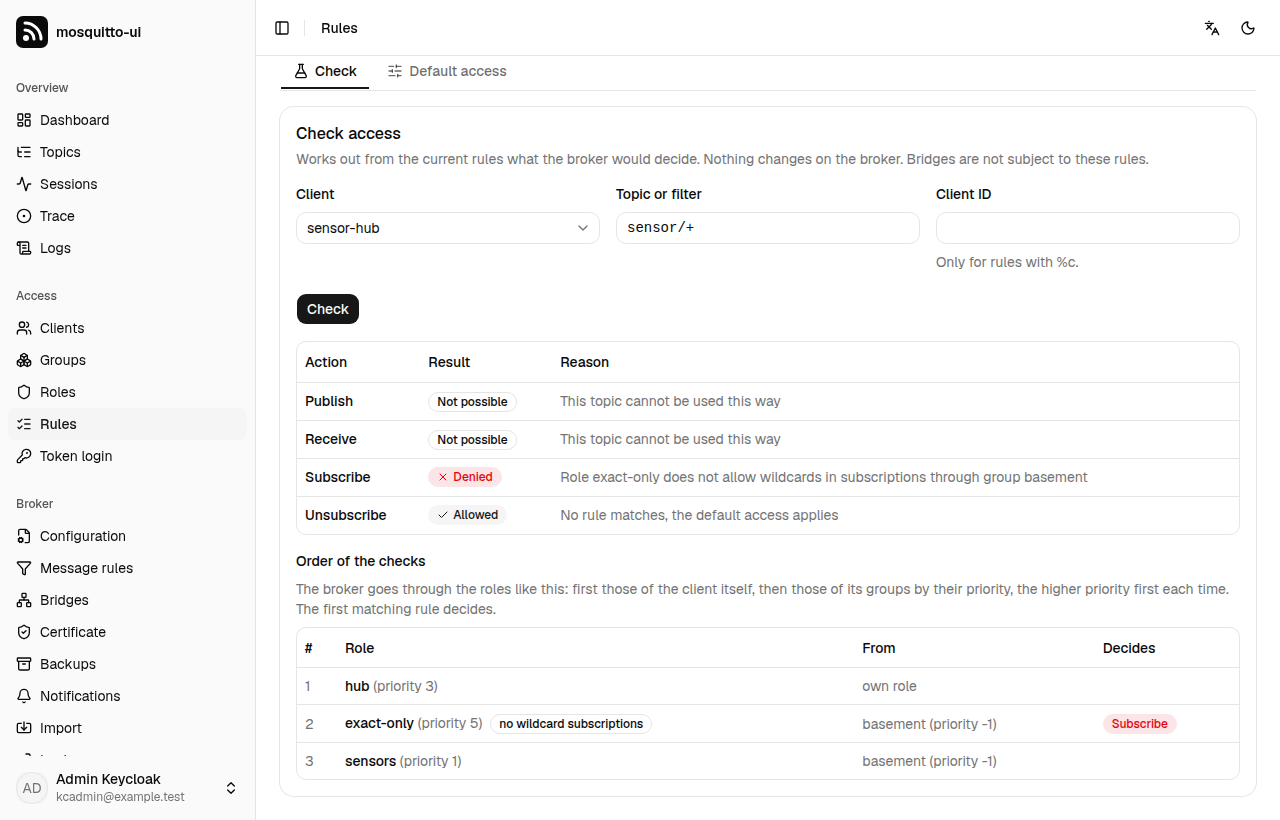 mosquitto-ui
Overview
Dashboard
Topics
Sessions
Trace
Logs
Access
Clients
Groups
Roles
Rules
Token login
Broker
Configuration
Message rules
Bridges
Certificate
Backups
Notifications
Import
AD
Admin Keycloak
kcadmin@example.test
Rules
Check
Default access
Check access
Works out from the current rules what the broker would decide. Nothing changes on the broker. Bridges are not subject to these rules.
Client
Topic or filter
Client ID
sensor-hub
sensor/+
Only for rules with %c.
Check
Action Result Reason
Publish Not possible This topic cannot be used this way
Receive Not possible This topic cannot be used this way
Subscribe Denied Role exact-only does not allow wildcards in subscriptions through group basement
Unsubscribe Allowed No rule matches, the default access applies
Order of the checks
The broker goes through the roles like this: first those of the client itself, then those of its groups by their priority, the higher priority first each time.
The first matching rule decides.
# Role From Decides
1 hub (priority 3) own role
2 exact-only (priority 5) no wildcard subscriptions basement (priority -1) Subscribe
3 sensors (priority 1) basement (priority -1)